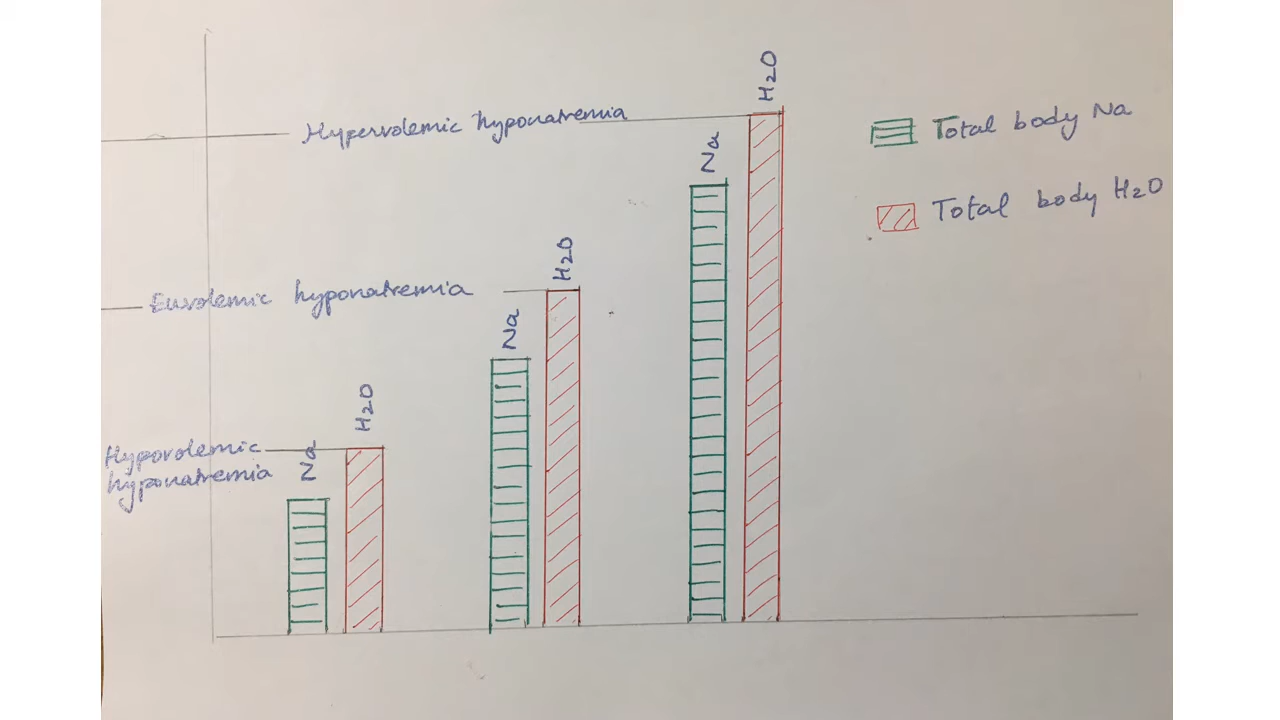 H2O
Hypervolemic hyponatremia
Na
Total body Na
Total body H2O
H2O
Euvolemic hyponatremia
Na
H2O
Hypovolemic
hyponatremia
Na